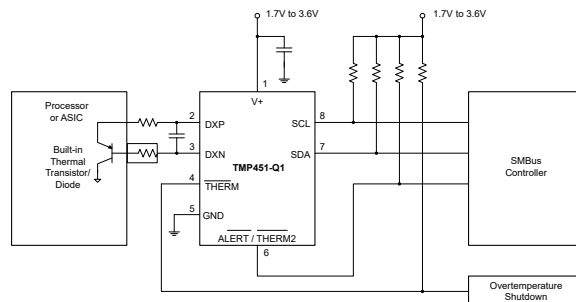 1.7V to 3.6V
1.7V to 3.6V
Processor
or ASIC
Built-in
Thermal
Transistor/
Diode
1
V+
2
DXP
3
DXN
4
THERM
5
GND
TMP451-Q1
SCL
8
SDA
7
ALERT / THERM2
6
SMBus
Controller
Overtemperature
Shutdown